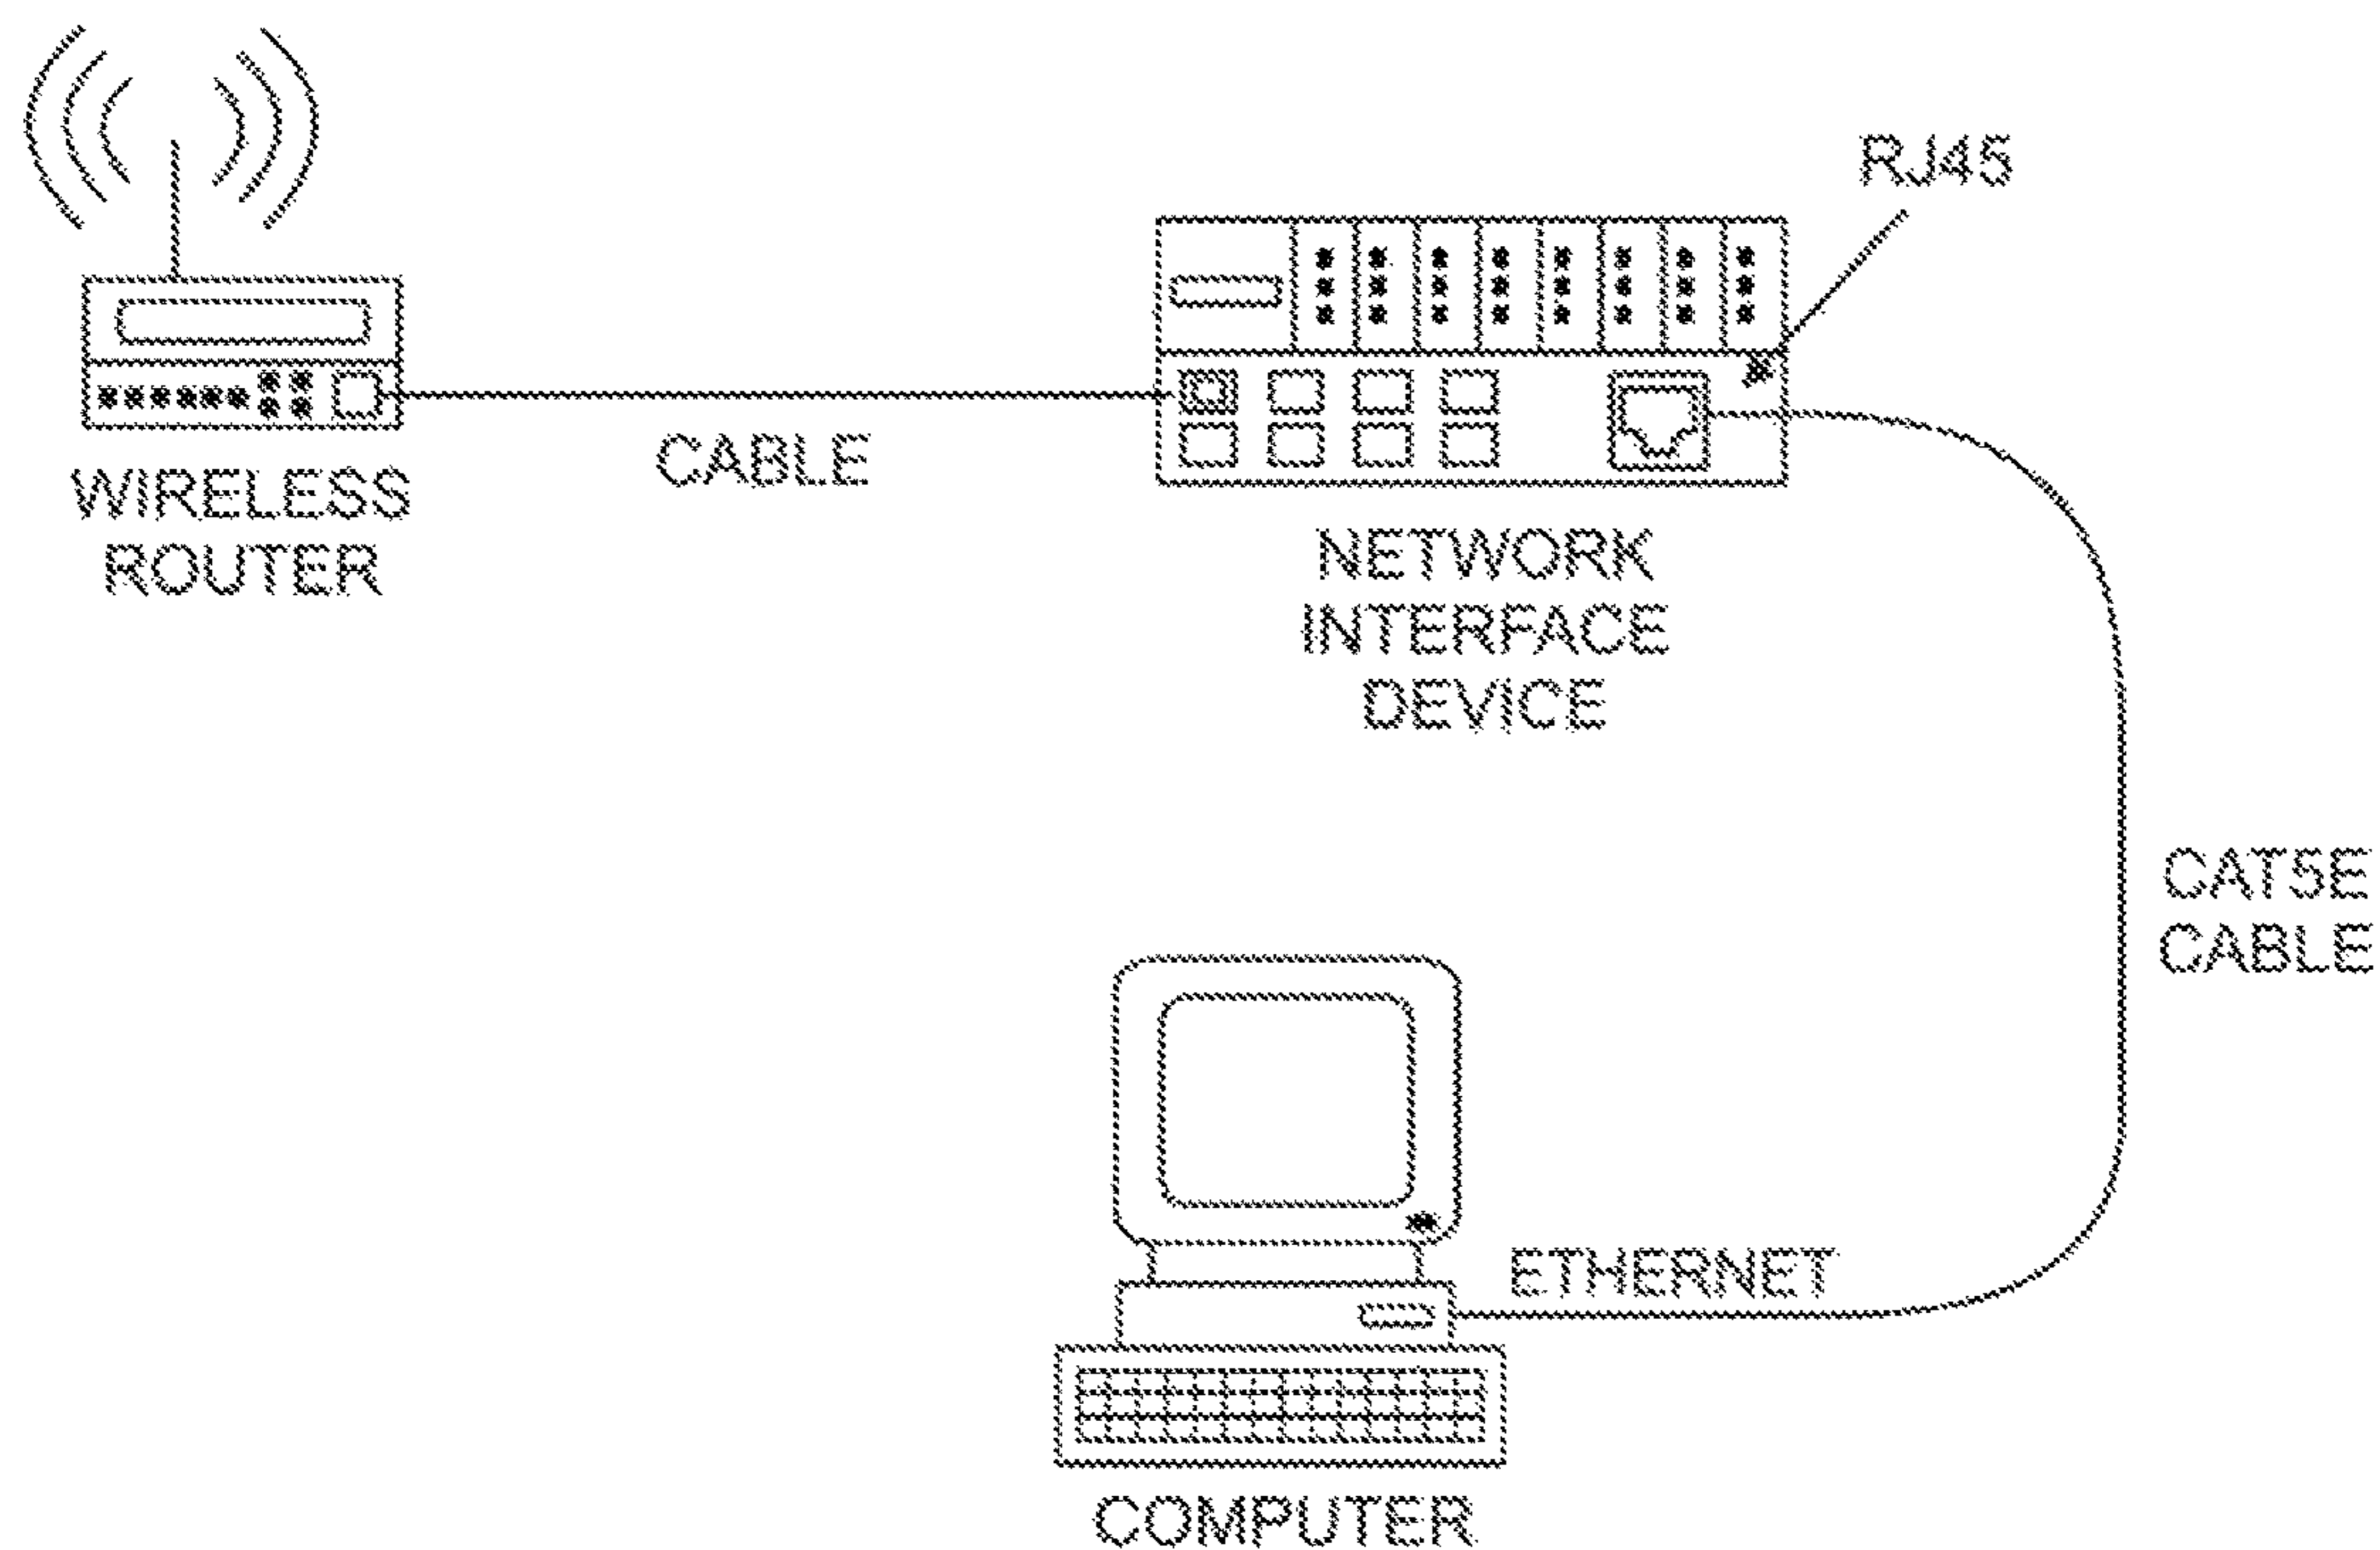 RJ45
CABLE
WIRELESS
ROUTER
NETWORK
INTERFACE
DEVICE
CAT5E
CABLE
ETHERNET
COMPUTER